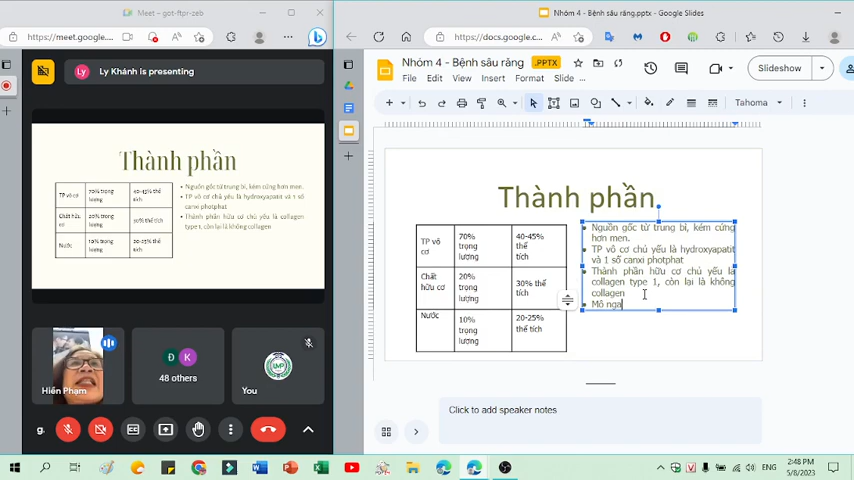 Meet – got-ftpr-zeb
https://meet.google....
Ly Khánh is presenting
Thành phần
TP vô cơ
70% trọng lượng
40-45% thể tích
Chất hữu cơ
20% trọng lượng
30% thể tích
Nước
10% trọng lượng
20-25% thể tích
Nguồn gốc từ trung bì, kém cứng hơn men.
TP vô cơ chủ yếu là hydroxyapatit và 1 số canxi photphat
Thành phần hữu cơ chủ yếu là collagen type 1, còn lại là không collagen
Hiền Phạm
Đ
K
48 others
You
g.
Nhóm 4 - Bệnh sâu răng.pptx - Google Slides
https://docs.google.c...
Nhóm 4 - Bệnh sâu răng
.PPTX
File
Edit
View
Insert
Format
Slide
...
Slideshow
Tahoma
Thành phần
TP vô
cơ
70%
trọng
lượng
40-45%
thể
tích
Chất
hữu cơ
20%
trọng
lượng
30% thể
tích
Nước
10%
trọng
lượng
20-25%
thể tích
Nguồn gốc từ trung bì, kém cứng
hơn men.
TP vô cơ chủ yếu là hydroxyapatit
và 1 số canxi photphat
Thành phần hữu cơ chủ yếu là
collagen type 1, còn lại là không
collagen
Mô nga
Click to add speaker notes
ENG
2:48 PM
5/8/2023